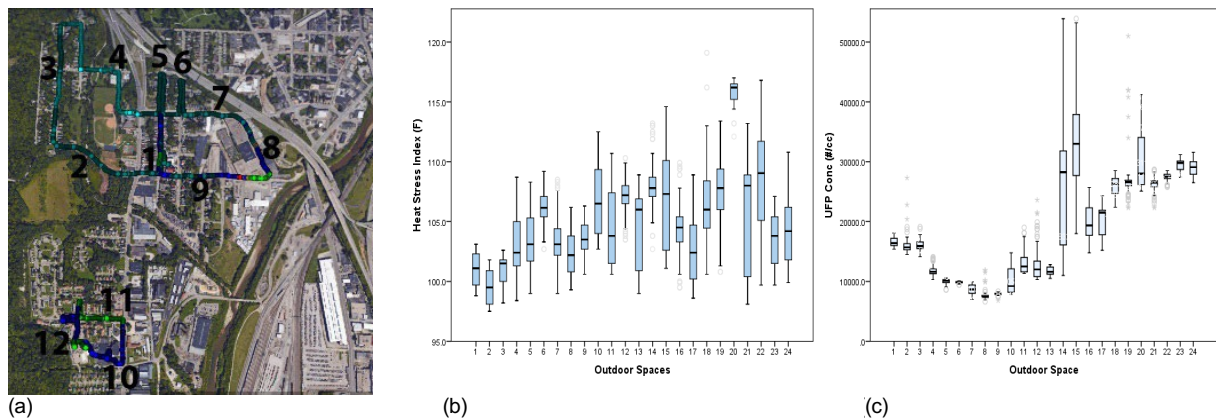 3
4
5
6
7
2
1
8
9
11
12
10
(a)
120.0
115.0
110.0
105.0
100.0
95.0
Heat Stress Index (F)
1 2 3 4 5 6 7 8 9 10 11 12 13 14 15 16 17 18 19 20 21 22 23 24
Outdoor Spaces
(b)
50000.0
40000.0
30000.0
20000.0
10000.0
.0
UFP Conc (#/cc)
1 2 3 4 5 6 7 8 9 10 11 12 13 14 15 16 17 18 19 20 21 22 23 24
Outdoor Space
(c)